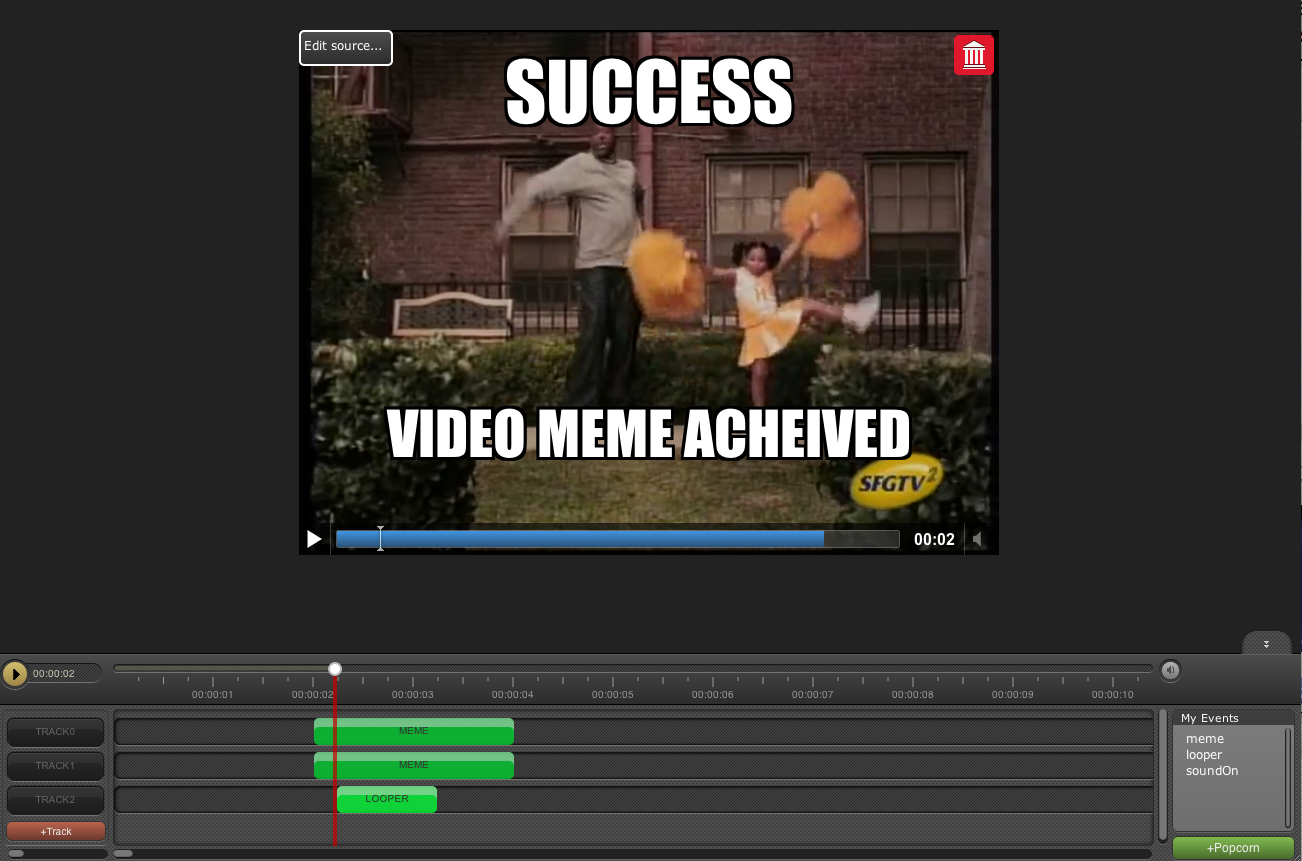 Edit source...
SUCCESS
VIDEO MEME ACHEIVED
SFGTV2
00:02
00:00:02
00:00:01 00:00:02 00:00:03 00:00:04 00:00:05 00:00:06 00:00:07 00:00:08 00:00:09 00:00:10
TRACK0 MEME
TRACK1 MEME
TRACK2 LOOPER
+Track
My Events
meme
looper
soundOn
+Popcorn